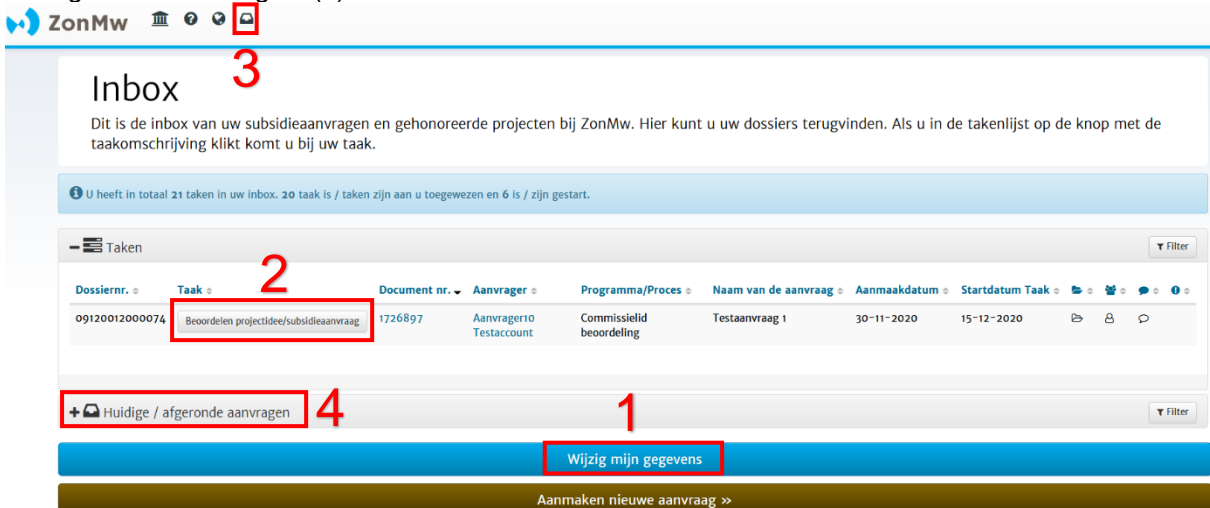 ZonMw
3
Inbox
Dit is de inbox van uw subsidieaanvragen en gehonoreerde projecten bij ZonMw. Hier kunt u uw dossiers terugvinden. Als u in de takenlijst op de knop met de
taakomschrijving klikt komt u bij uw taak.
U heeft in totaal 21 taken in uw inbox. 20 taak is / taken zijn aan u toegewezen en 6 is / zijn gestart.
Taken
Filter
2
Dossiernr. Taak Document nr. Aanvrager Programma/Proces Naam van de aanvraag Aanmaakdatum Startdatum Taak
09120012000074 Beoordelen projectidee/subsidieaanvraag 1726897 Aanvrager10 Commissielid Testaanvraag 1 30-11-2020 15-12-2020
Testaccount beoordeling
Huidige / afgeronde aanvragen
4
1
Filter
Wijzig mijn gegevens
Aanmaken nieuwe aanvraag »